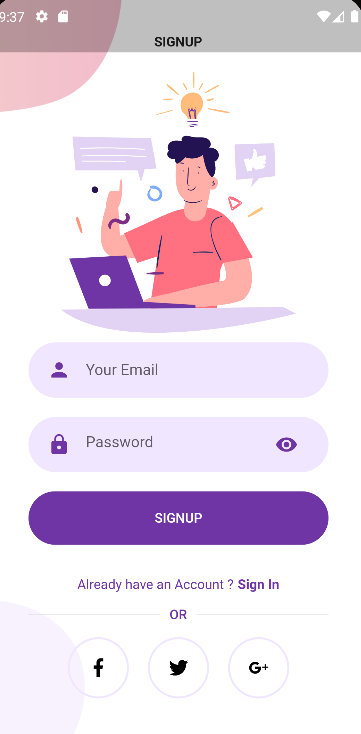 9:37
SIGNUP
Your Email
Password
SIGNUP
Already have an Account ? Sign In
OR
G+